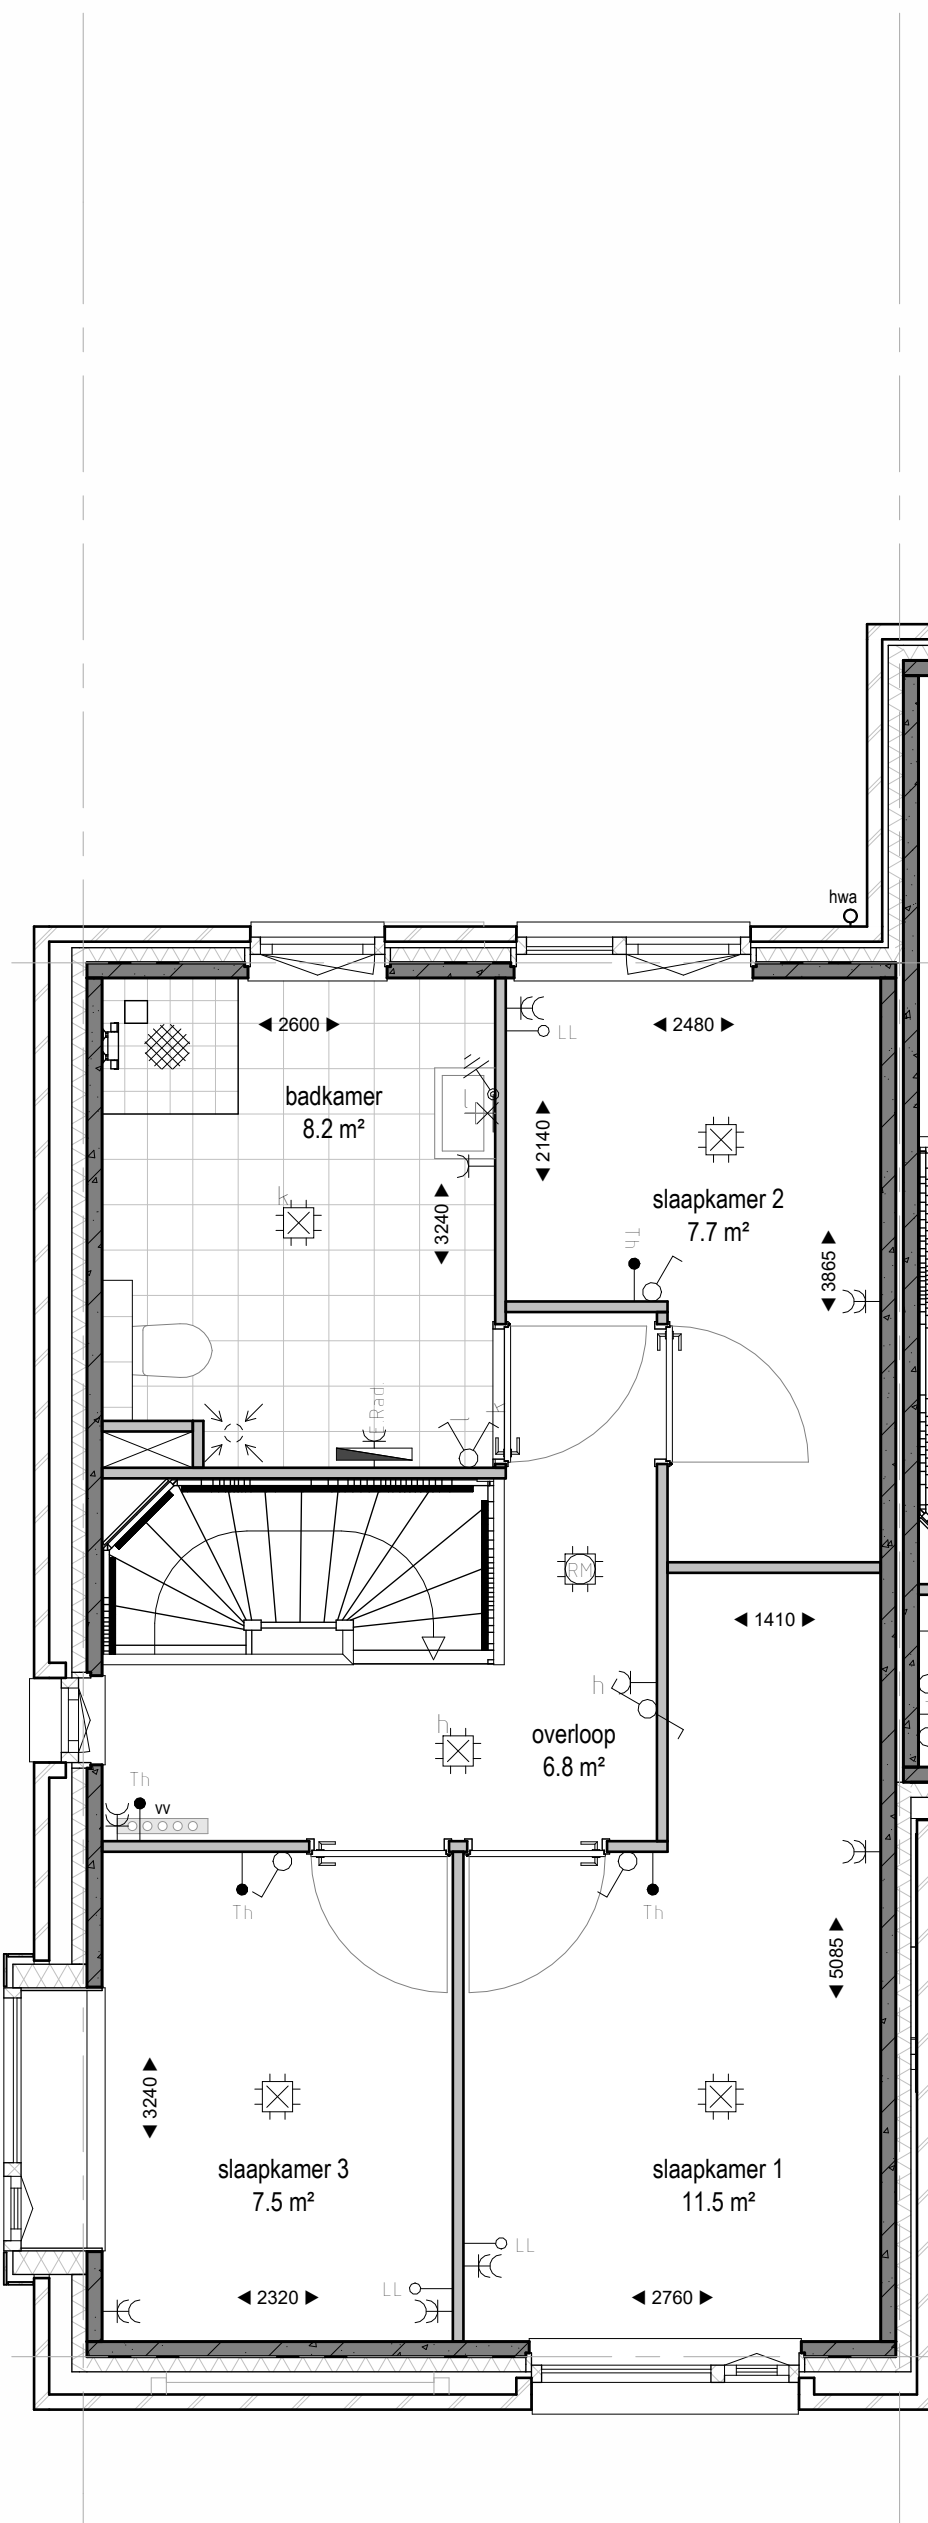 hwa
2600
2480
LL
badkamer
8.2 m²
2140
k
3240
slaapkamer 2
7.7 m²
Th
3865
E.Rad.
l
k
RM
1410
h
h
overloop
6.8 m²
Th
vv
Th
Th
5085
3240
slaapkamer 3
7.5 m²
slaapkamer 1
11.5 m²
LL
LL
2320
2760